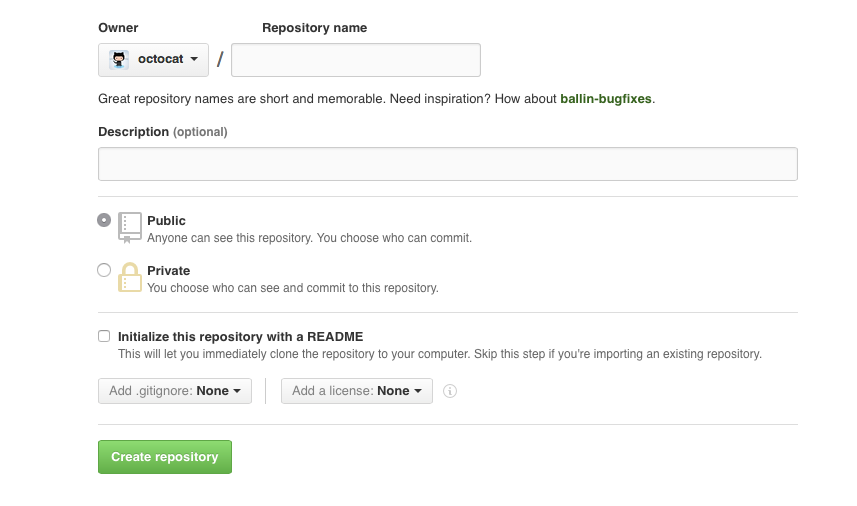 Owner
Repository name
octocat
/
Great repository names are short and memorable. Need inspiration? How about ballin-bugfixes.
Description (optional)
Public
Anyone can see this repository. You choose who can commit.
Private
You choose who can see and commit to this repository.
Initialize this repository with a README
This will let you immediately clone the repository to your computer. Skip this step if you're importing an existing repository.
Add .gitignore: None
Add a license: None
Create repository